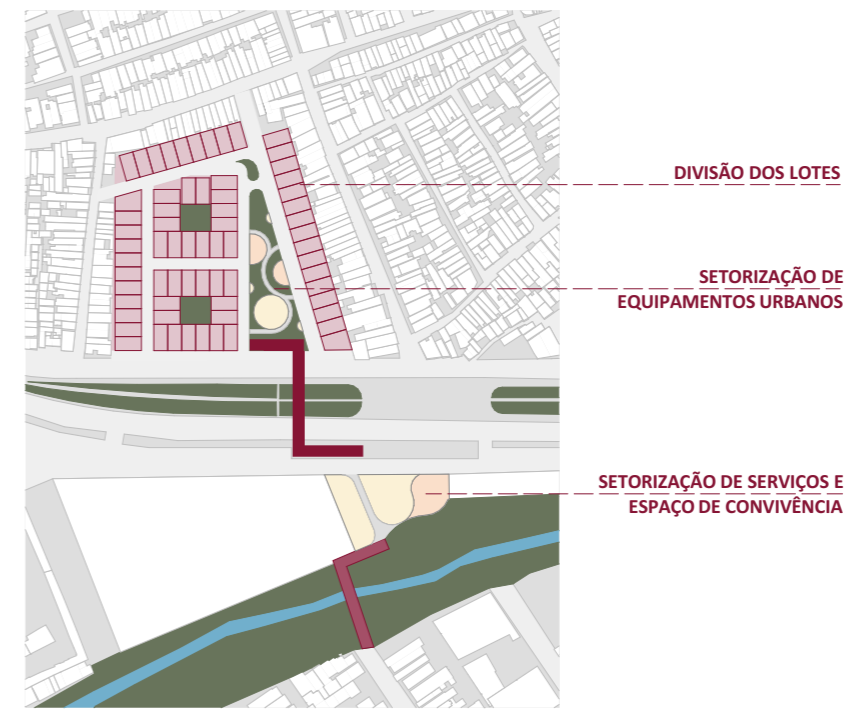 DIVISÃO DOS LOTES
SETORIZAÇÃO DE
EQUIPAMENTOS URBANOS
SETORIZAÇÃO DE SERVIÇOS E
ESPAÇO DE CONVIVÊNCIA